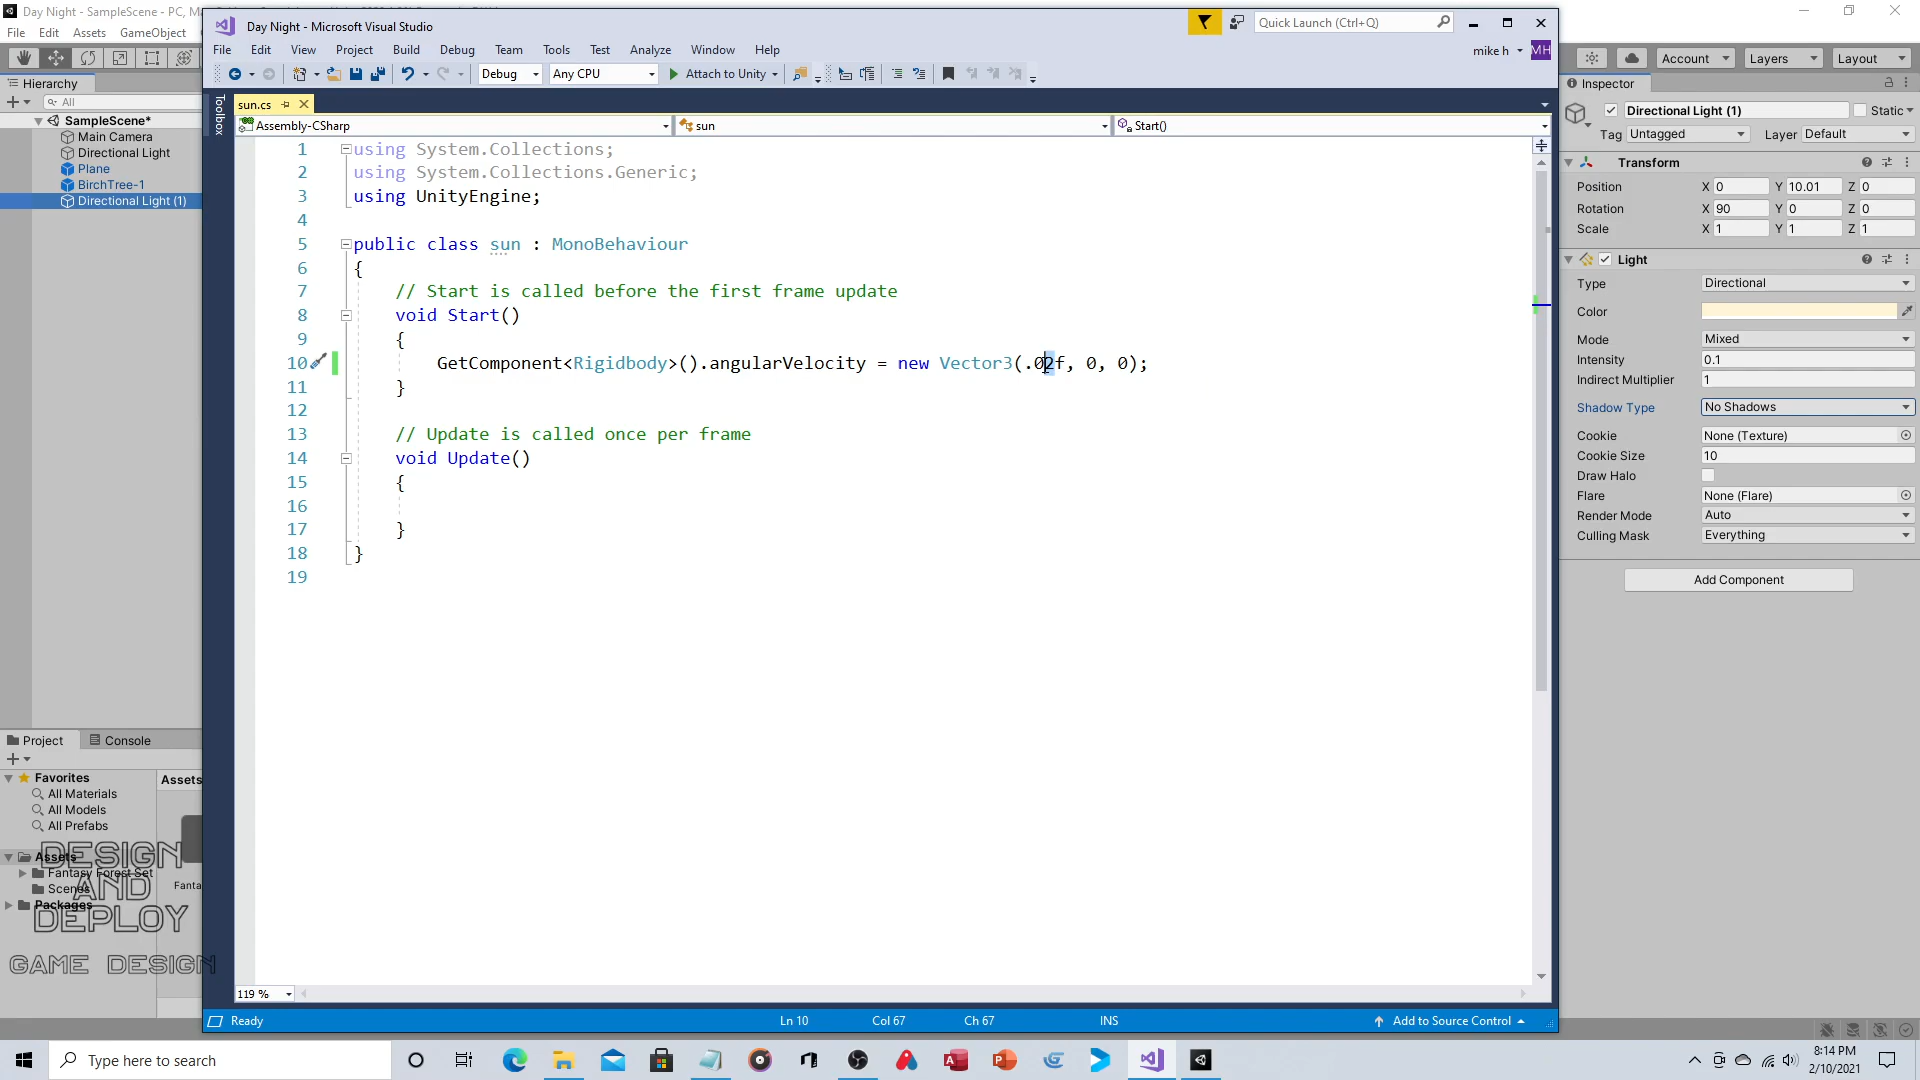 Day Night - SampleScene - PC, M
File Edit Assets GameObject
Hierarchy
All
SampleScene*
Main Camera
Directional Light
Plane
BirchTree-1
Directional Light (1)
Project Console
Favorites
All Materials
All Models
All Prefabs
Assets
Fantasy Forest Set
Scenes
Packages
Assets
Fanta
DESIGN
AND
DEPLOY
GAME DESIGN
Day Night - Microsoft Visual Studio
Quick Launch (Ctrl+Q)
File Edit View Project Build Debug Team Tools Test Analyze Window Help
mike h MH
Debug Any CPU Attach to Unity
Toolbox
sun.cs
Assembly-CSharp sun Start()
1 using System.Collections;
2 using System.Collections.Generic;
3 using UnityEngine;
4
5 public class sun : MonoBehaviour
6 {
7 // Start is called before the first frame update
8 void Start()
9 {
10 GetComponent<Rigidbody>().angularVelocity = new Vector3(.02f, 0, 0);
11 }
12
13 // Update is called once per frame
14 void Update()
15 {
16
17 }
18 }
19
119 %
Ready Ln 10 Col 67 Ch 67 INS Add to Source Control
Account Layers Layout
Inspector
Directional Light (1) Static
Tag Untagged Layer Default
Transform
Position X 0 Y 10.01 Z 0
Rotation X 90 Y 0 Z 0
Scale X 1 Y 1 Z 1
Light
Type Directional
Color
Mode Mixed
Intensity 0.1
Indirect Multiplier 1
Shadow Type No Shadows
Cookie None (Texture)
Cookie Size 10
Draw Halo
Flare None (Flare)
Render Mode Auto
Culling Mask Everything
Add Component
Type here to search
8:14 PM
2/10/2021